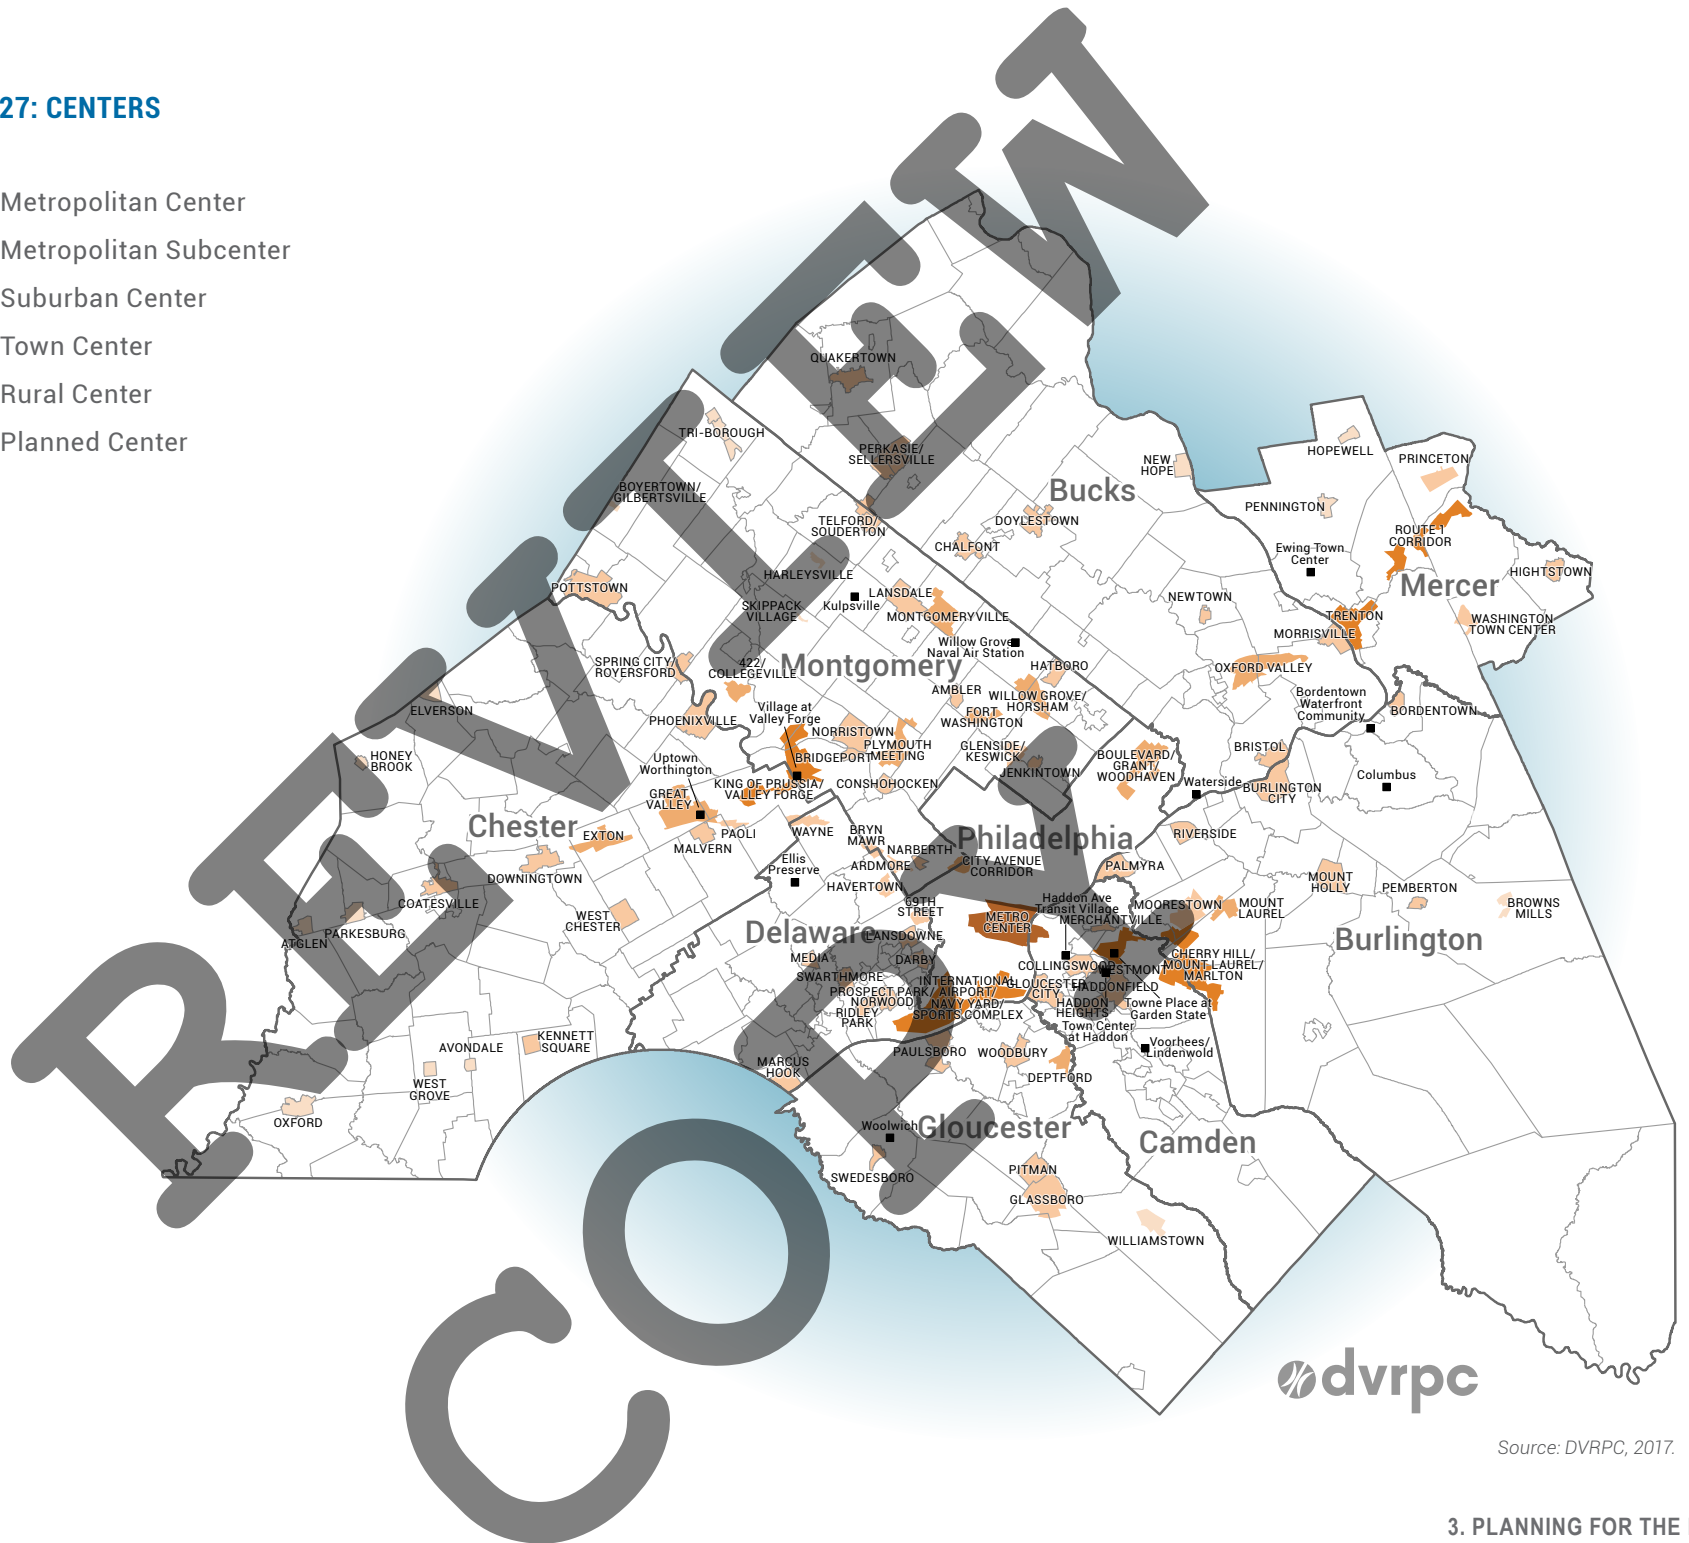 27: CENTERS
Metropolitan Center
Metropolitan Subcenter
Suburban Center
Town Center
Rural Center
Planned Center
REVIEW
COPY
QUAKERTOWN
TRI-BOROUGH
PERKASIE/
SELLERSVILLE
BOYERTOWN/
GILBERTSVILLE
TELFORD/
SOUDERTON
NEW
HOPE
Bucks
DOYLESTOWN
CHALFONT
HOPEWELL
PRINCETON
PENNINGTON
ROUTE 1
CORRIDOR
Ewing Town
Center
Mercer
HIGHTSTOWN
POTTSTOWN
HARLEYSVILLE
SKIPPACK
VILLAGE
Kulpsville
LANSDALE
MONTGOMERYVILLE
NEWTOWN
TRENTON
MORRISVILLE
WASHINGTON
TOWN CENTER
Willow Grove
Naval Air Station
SPRING CITY/
ROYERSFORD
422/
COLLEGEVILLE
Montgomery
HATBORO
OXFORD VALLEY
AMBLER
WILLOW GROVE/
HORSHAM
FORT
WASHINGTON
Bordentown
Waterfront
Community
BORDENTOWN
ELVERSON
PHOENIXVILLE
Village at
Valley Forge
NORRISTOWN
PLYMOUTH
MEETING
BRIDGEPORT
GLENSIDE/
KESWICK
JENKINTOWN
BOULEVARD/
GRANT/
WOODHAVEN
BRISTOL
HONEY
BROOK
Uptown
Worthington
KING OF PRUSSIA/
VALLEY FORGE
CONSHOHOCKEN
Waterside
BURLINGTON
CITY
Columbus
GREAT
VALLEY
Chester
EXTON
PAOLI
MALVERN
WAYNE
BRYN
MAWR
NARBERTH
ARDMORE
Philadelphia
CITY AVENUE
CORRIDOR
RIVERSIDE
PALMYRA
DOWNINGTOWN
Ellis
Preserve
HAVERTOWN
MOUNT
HOLLY
PEMBERTON
BROWNS
MILLS
COATESVILLE
WEST
CHESTER
69TH
STREET
METRO
CENTER
Haddon Ave
Transit Village
MERCHANTVILLE
MOORESTOWN
MOUNT
LAUREL
ATGLEN
PARKESBURG
Delaware
LANSDOWNE
Burlington
MEDIA
DARBY
SWARTHMORE
PROSPECT PARK/
NORWOOD
RIDLEY
PARK
INTERNATIONAL
AIRPORT/
NAVY YARD/
SPORTS COMPLEX
COLLINGSWOOD
WESTMONT
CHERRY HILL/
MOUNT LAUREL/
MARLTON
GLOUCESTER
CITY
HADDONFIELD
HADDON
HEIGHTS
Towne Place at
Garden State
Town Center
at Haddon
Voorhees/
Lindenwold
KENNETT
SQUARE
AVONDALE
WEST
GROVE
OXFORD
MARCUS
HOOK
PAULSBORO
WOODBURY
DEPTFORD
Woolwich
Gloucester
Camden
SWEDESBORO
PITMAN
GLASSBORO
WILLIAMSTOWN
dvrpc
Source: DVRPC, 2017.
3. PLANNING FOR THE